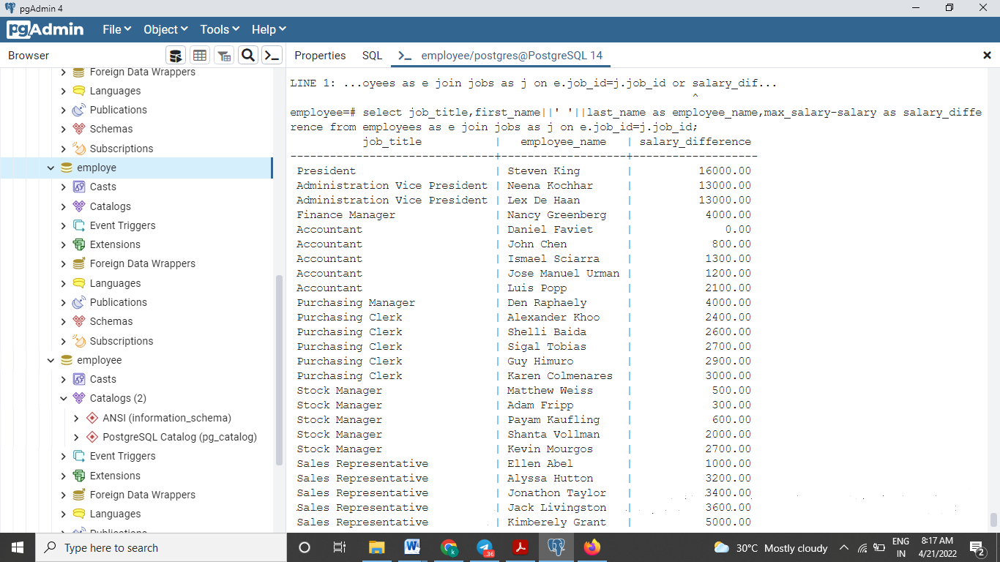 pgAdmin 4
pgAdmin File Object Tools Help
Browser
Properties SQL employee/postgres@PostgreSQL 14
Foreign Data Wrappers
Languages
Publications
Schemas
Subscriptions
employe
Casts
Catalogs
Event Triggers
Extensions
Foreign Data Wrappers
Languages
Publications
Schemas
Subscriptions
employee
Casts
Catalogs (2)
ANSI (information_schema)
PostgreSQL Catalog (pg_catalog)
Event Triggers
Extensions
Foreign Data Wrappers
Languages
Publications
LINE 1: ...oyees as e join jobs as j on e.job_id=j.job_id or salary_dif...
^
employee=# select job_title,first_name||' '||last_name as employee_name,max_salary-salary as salary_diffe
rence from employees as e join jobs as j on e.job_id=j.job_id;
job_title | employee_name | salary_difference
-------------------------------+-------------------+-------------------
President | Steven King | 16000.00
Administration Vice President | Neena Kochhar | 13000.00
Administration Vice President | Lex De Haan | 13000.00
Finance Manager | Nancy Greenberg | 4000.00
Accountant | Daniel Faviet | 0.00
Accountant | John Chen | 800.00
Accountant | Ismael Sciarra | 1300.00
Accountant | Jose Manuel Urman | 1200.00
Accountant | Luis Popp | 2100.00
Purchasing Manager | Den Raphaely | 4000.00
Purchasing Clerk | Alexander Khoo | 2400.00
Purchasing Clerk | Shelli Baida | 2600.00
Purchasing Clerk | Sigal Tobias | 2700.00
Purchasing Clerk | Guy Himuro | 2900.00
Purchasing Clerk | Karen Colmenares | 3000.00
Stock Manager | Matthew Weiss | 500.00
Stock Manager | Adam Fripp | 300.00
Stock Manager | Payam Kaufling | 600.00
Stock Manager | Shanta Vollman | 2000.00
Stock Manager | Kevin Mourgos | 2700.00
Sales Representative | Ellen Abel | 1000.00
Sales Representative | Alyssa Hutton | 3200.00
Sales Representative | Jonathon Taylor | 3400.00
Sales Representative | Jack Livingston | 3600.00
Sales Representative | Kimberely Grant | 5000.00
Type here to search
.36
30°C Mostly cloudy
ENG
IN
8:17 AM
4/21/2022
2